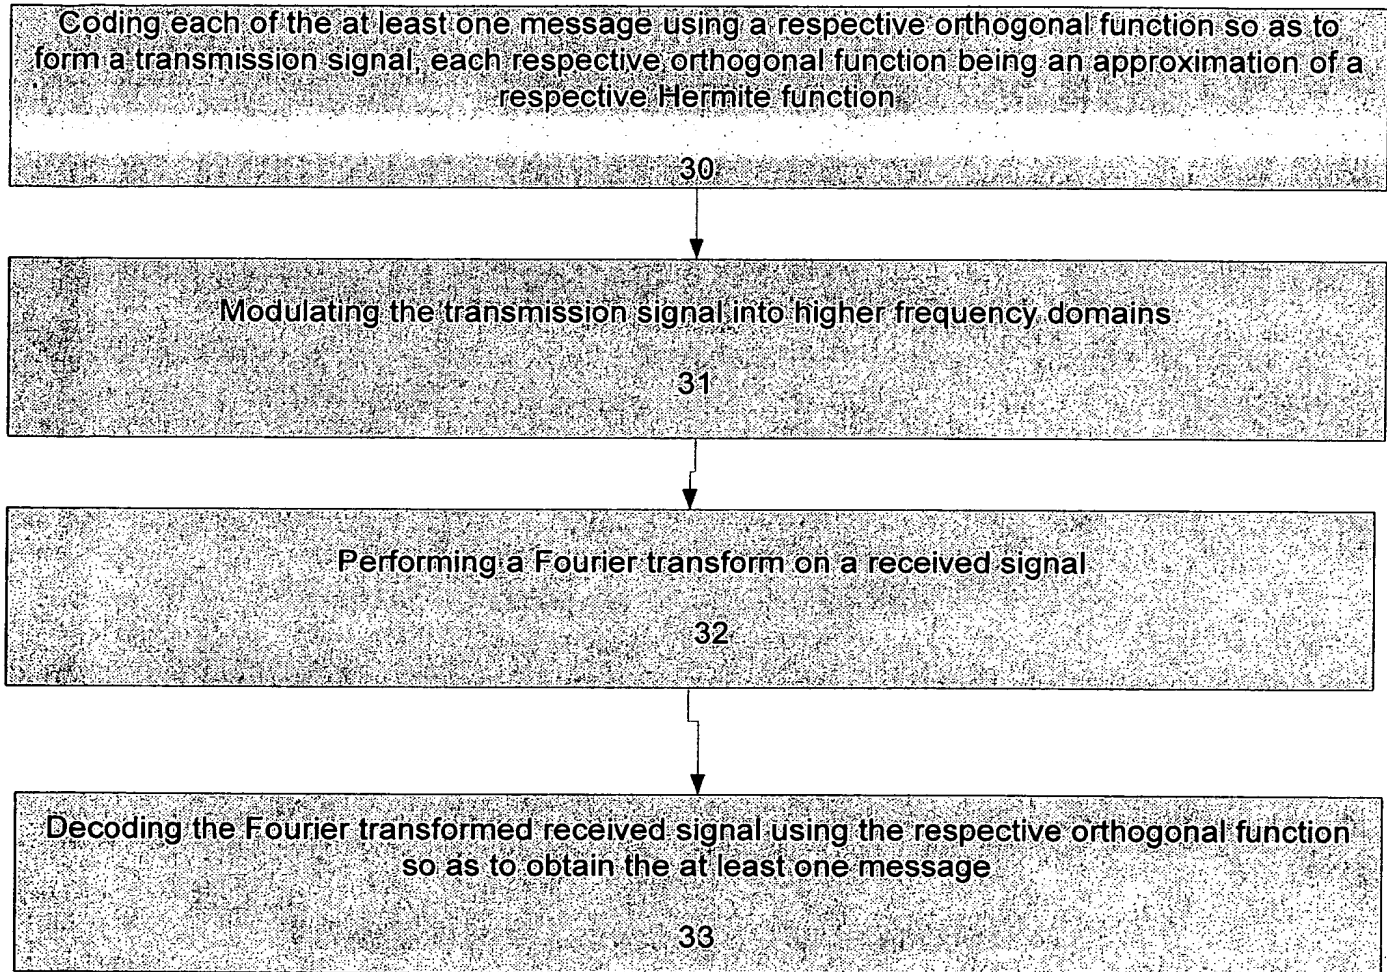 Coding each of the at least one message using a respective orthogonal function so as to
form a transmission signal, each respective orthogonal function being an approximation of a
respective Hermite function
30
Modulating the transmission signal into higher frequency domains
31
Performing a Fourier transform on a received signal
32
Decoding the Fourier transformed received signal using the respective orthogonal function
so as to obtain the at least one message
33